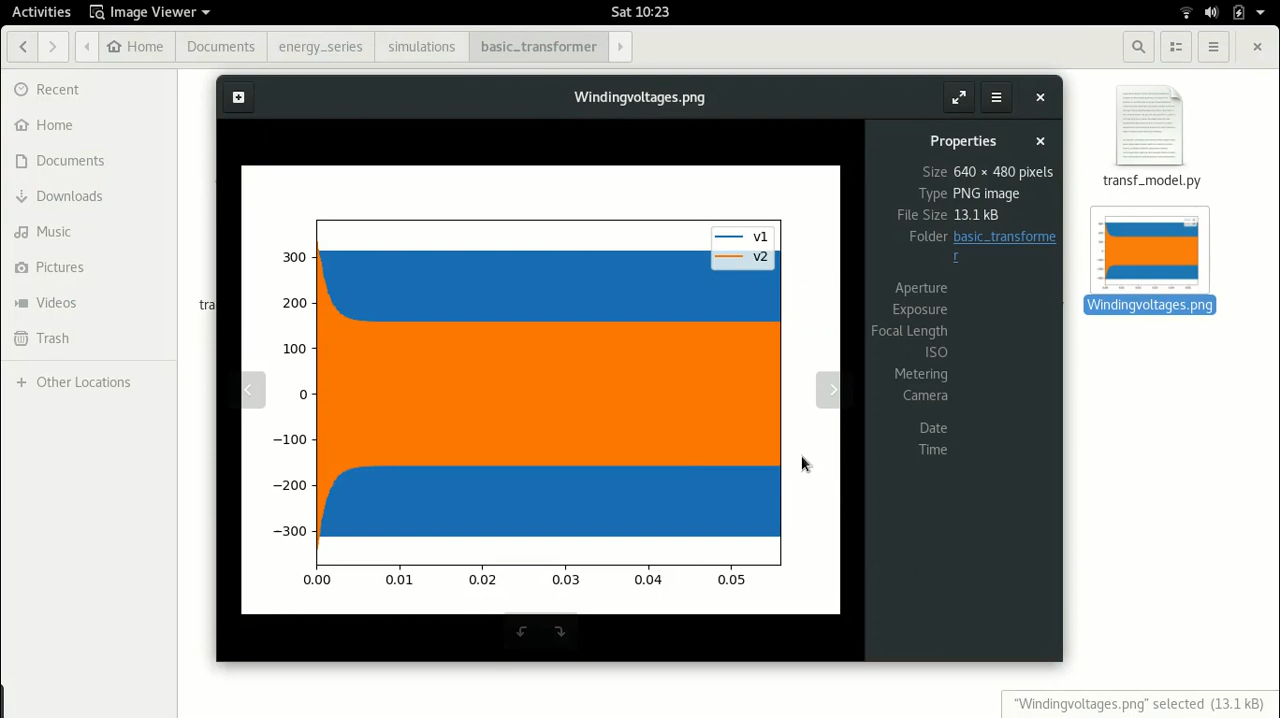 Activities
Image Viewer
Sat 10:23
Home
Documents
energy_series
simulations
basic_transformer
Recent
Home
Documents
Downloads
Music
Pictures
Videos
Trash
Other Locations
Windingvoltages.png
v1
v2
300
200
100
0
−100
−200
−300
0.00
0.01
0.02
0.03
0.04
0.05
Properties
Size 640 × 480 pixels
Type PNG image
File Size 13.1 kB
Folder basic_transforme
r
Aperture
Exposure
Focal Length
ISO
Metering
Camera
Date
Time
tra
transf_model.py
Windingvoltages.png
"Windingvoltages.png" selected (13.1 kB)